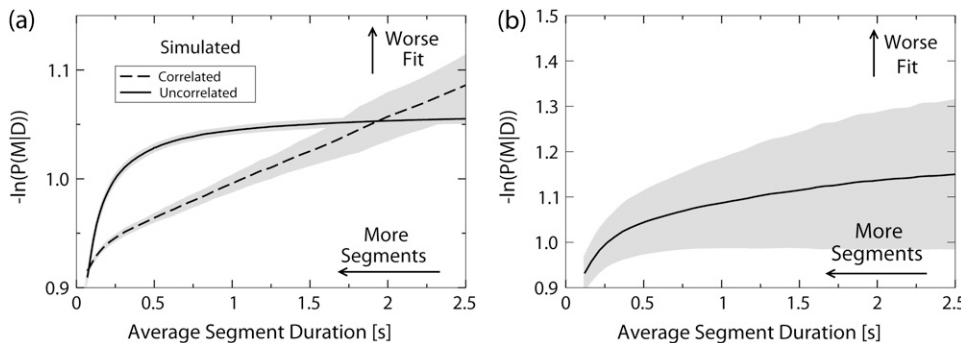 (a)
Simulated
Correlated
Uncorrelated
Worse
Fit
More
Segments
-ln(P(M|D))
1.1
1.0
0.9
0
0.5
1
1.5
2
2.5
Average Segment Duration [s]
(b)
Worse
Fit
More
Segments
-ln(P(M|D))
1.5
1.4
1.3
1.2
1.1
1.0
0.9
0
0.5
1
1.5
2
2.5
Average Segment Duration [s]